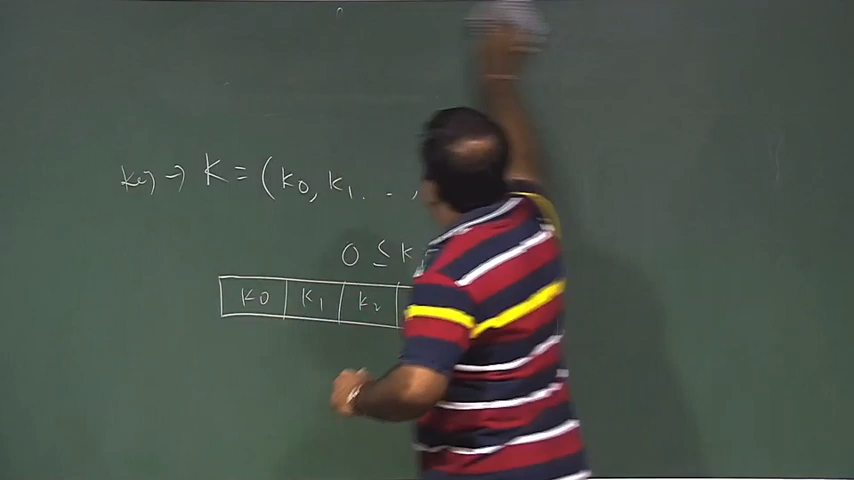 key → K ≡ (k0, k1. . . ,
0 ≤ k
k0 k1 k2